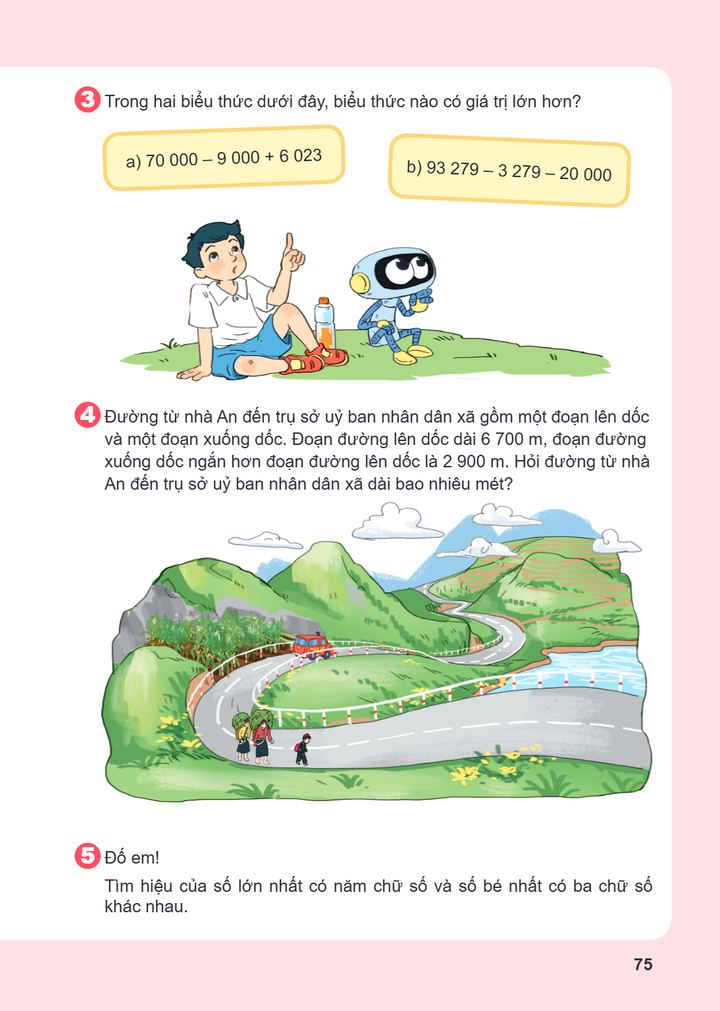 3 Trong hai biểu thức dưới đây, biểu thức nào có giá trị lớn hơn?
a) 70 000 – 9 000 + 6 023
b) 93 279 – 3 279 – 20 000
4 Đường từ nhà An đến trụ sở uỷ ban nhân dân xã gồm một đoạn lên dốc
và một đoạn xuống dốc. Đoạn đường lên dốc dài 6 700 m, đoạn đường
xuống dốc ngắn hơn đoạn đường lên dốc là 2 900 m. Hỏi đường từ nhà
An đến trụ sở uỷ ban nhân dân xã dài bao nhiêu mét?
5 Đố em!
Tìm hiệu của số lớn nhất có năm chữ số và số bé nhất có ba chữ số
khác nhau.
75